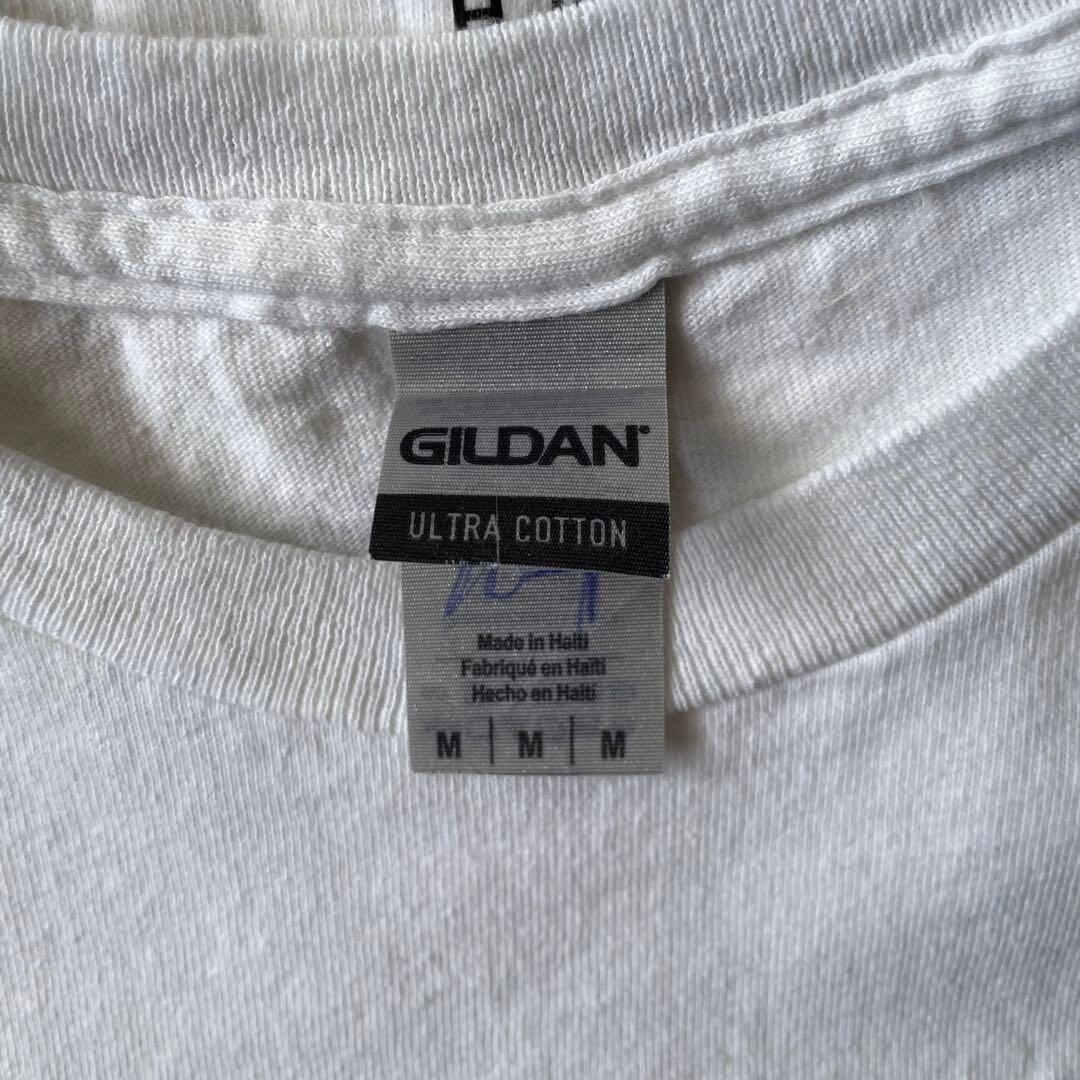 GILDAN®
ULTRA COTTON
Made in Haiti
Fabriqué en Haïti
Hecho en Haití
M | M | M